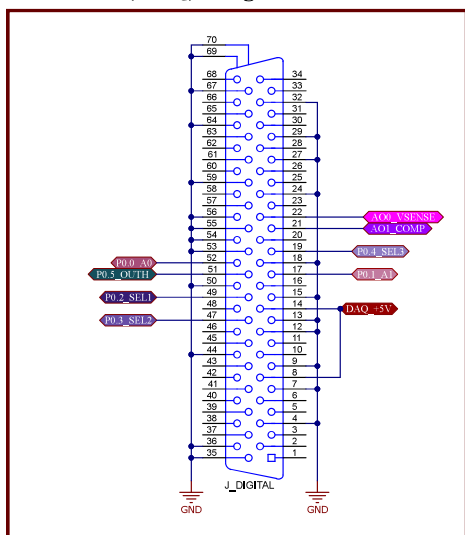 70
69
68 34
67 33
66 32
65 31
64 30
63 29
62 28
61 27
60 26
59 25
58 24
57 23
56 22 AO0_VSENSE
55 21 AO1_COMP
54 20
53 19 P0.4_SEL3
P0.0_A0 52 18
P0.5_OUTH 51 17 P0.1_A1
50 16
P0.2_SEL1 49 15
48 14 DAQ_+5V
P0.3_SEL2 47 13
46 12
45 11
44 10
43 9
42 8
41 7
40 6
39 5
38 4
37 3
36 2
35 1
J_DIGITAL
GND GND